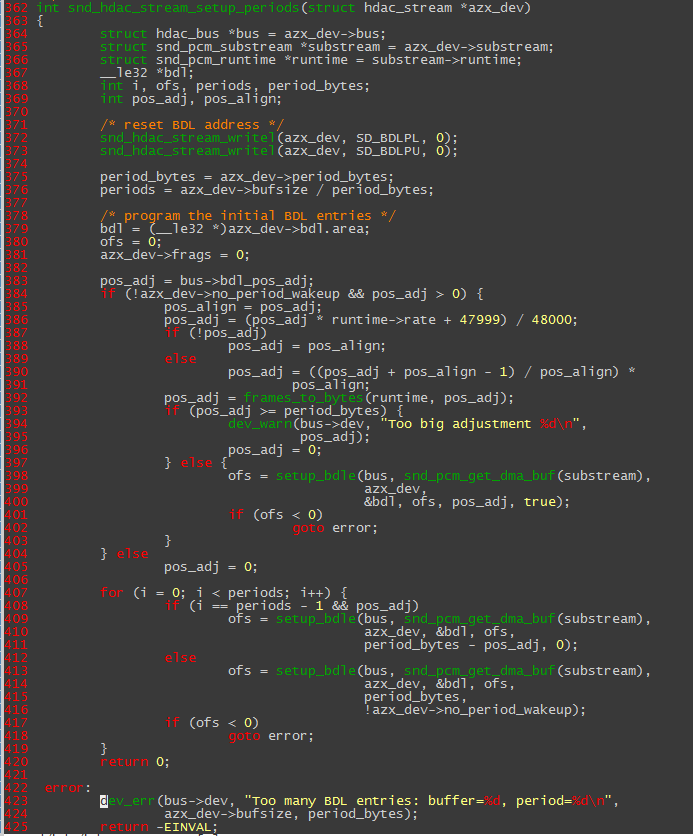 362 int snd_hdac_stream_setup_periods(struct hdac_stream *azx_dev)
363 {
364         struct hdac_bus *bus = azx_dev->bus;
365         struct snd_pcm_substream *substream = azx_dev->substream;
366         struct snd_pcm_runtime *runtime = substream->runtime;
367         __le32 *bdl;
368         int i, ofs, periods, period_bytes;
369         int pos_adj, pos_align;
370
371         /* reset BDL address */
372         snd_hdac_stream_writel(azx_dev, SD_BDLPL, 0);
373         snd_hdac_stream_writel(azx_dev, SD_BDLPU, 0);
374
375         period_bytes = azx_dev->period_bytes;
376         periods = azx_dev->bufsize / period_bytes;
377
378         /* program the initial BDL entries */
379         bdl = (__le32 *)azx_dev->bdl.area;
380         ofs = 0;
381         azx_dev->frags = 0;
382
383         pos_adj = bus->bdl_pos_adj;
384         if (!azx_dev->no_period_wakeup && pos_adj > 0) {
385                 pos_align = pos_adj;
386                 pos_adj = (pos_adj * runtime->rate + 47999) / 48000;
387                 if (!pos_adj)
388                         pos_adj = pos_align;
389                 else
390                         pos_adj = ((pos_adj + pos_align - 1) / pos_align) *
391                                 pos_align;
392                 pos_adj = frames_to_bytes(runtime, pos_adj);
393                 if (pos_adj >= period_bytes) {
394                         dev_warn(bus->dev, "Too big adjustment %d\n",
395                                  pos_adj);
396                         pos_adj = 0;
397                 } else {
398                         ofs = setup_bdle(bus, snd_pcm_get_dma_buf(substream),
399                                          azx_dev,
400                                          &bdl, ofs, pos_adj, true);
401                         if (ofs < 0)
402                                 goto error;
403                 }
404         } else
405                 pos_adj = 0;
406
407         for (i = 0; i < periods; i++) {
408                 if (i == periods - 1 && pos_adj)
409                         ofs = setup_bdle(bus, snd_pcm_get_dma_buf(substream),
410                                          azx_dev, &bdl, ofs,
411                                          period_bytes - pos_adj, 0);
412                 else
413                         ofs = setup_bdle(bus, snd_pcm_get_dma_buf(substream),
414                                          azx_dev, &bdl, ofs,
415                                          period_bytes,
416                                          !azx_dev->no_period_wakeup);
417                 if (ofs < 0)
418                         goto error;
419         }
420         return 0;
421
422  error:
423         dev_err(bus->dev, "Too many BDL entries: buffer=%d, period=%d\n",
424                 azx_dev->bufsize, period_bytes);
425         return -EINVAL;